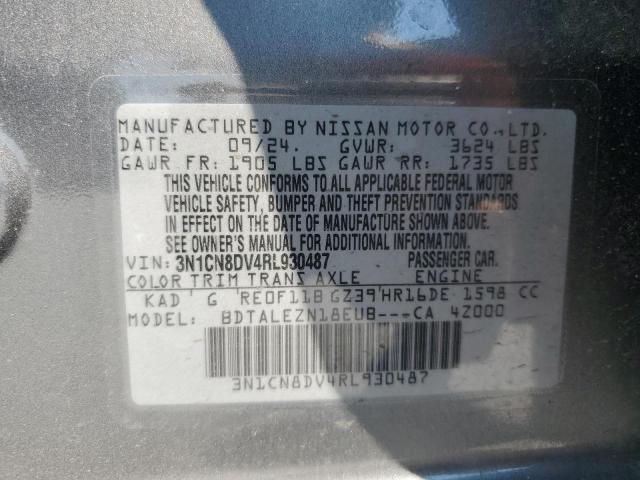 MANUFACTURED BY NISSAN MOTOR CO.,LTD.
DATE: 09/24. GVWR: 3624 LBS
GAWR FR: 1905 LBS GAWR RR: 1735 LBS
THIS VEHICLE CONFORMS TO ALL APPLICABLE FEDERAL MOTOR
VEHICLE SAFETY, BUMPER AND THEFT PREVENTION STANDARDS
IN EFFECT ON THE DATE OF MANUFACTURE SHOWN ABOVE.
SEE OWNER'S MANUAL FOR ADDITIONAL INFORMATION.
VIN: 3N1CN8DV4RL930487 PASSENGER CAR.
COLOR TRIM TRANS AXLE ENGINE
KAD ' G RE0F11B GZ39'HR16DE 1598 CC
MODEL: BDTALEZN18EUB---CA 4Z000
3N1CN8DV4RL930487